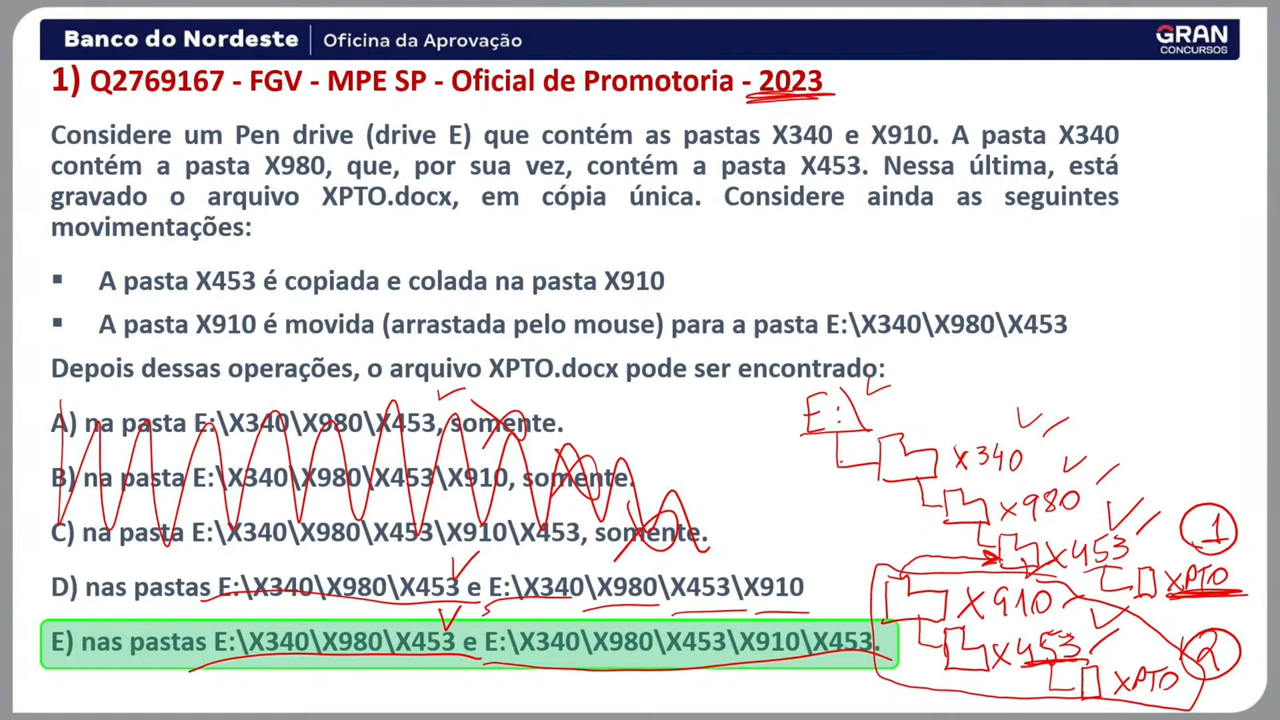 Banco do Nordeste | Oficina da Aprovação
GRAN
CONCURSOS
1) Q2769167 - FGV - MPE SP - Oficial de Promotoria - 2023
Considere um Pen drive (drive E) que contém as pastas X340 e X910. A pasta X340
contém a pasta X980, que, por sua vez, contém a pasta X453. Nessa última, está
gravado o arquivo XPTO.docx, em cópia única. Considere ainda as seguintes
movimentações:
▪ A pasta X453 é copiada e colada na pasta X910
▪ A pasta X910 é movida (arrastada pelo mouse) para a pasta E:\X340\X980\X453
Depois dessas operações, o arquivo XPTO.docx pode ser encontrado:
A) na pasta E:\X340\X980\X453, somente.
B) na pasta E:\X340\X980\X453\X910, somente.
C) na pasta E:\X340\X980\X453\X910\X453, somente.
D) nas pastas E:\X340\X980\X453 e E:\X340\X980\X453\X910
E) nas pastas E:\X340\X980\X453 e E:\X340\X980\X453\X910\X453.
E:\
X340
X980
X453
1
XPTO
X910
X453
2
XPTO